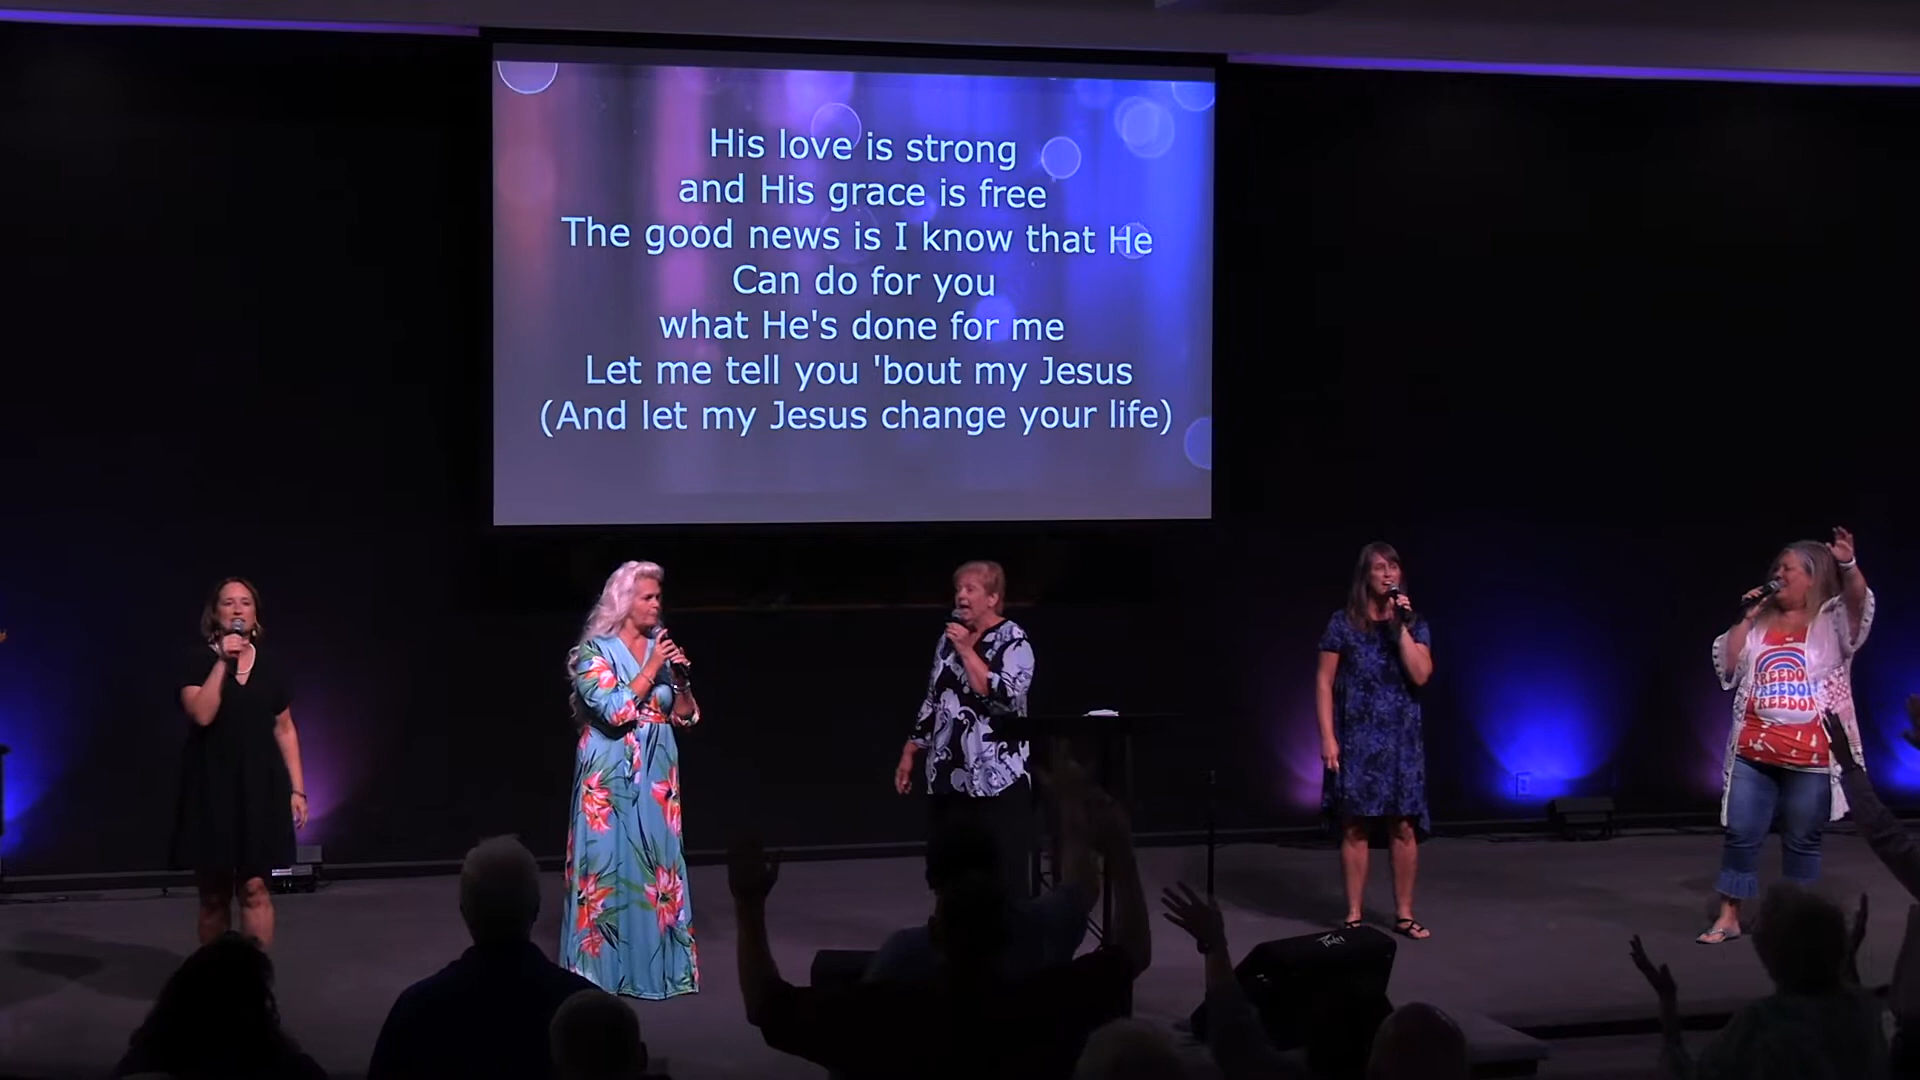 His love is strong
and His grace is free
The good news is I know that He
Can do for you
what He's done for me
Let me tell you 'bout my Jesus
(And let my Jesus change your life)
FREEDOM
FREEDOM
FREEDOM